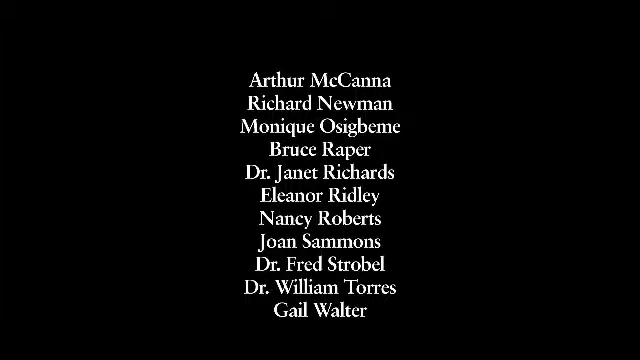 Arthur McCanna
Richard Newman
Monique Osigbeme
Bruce Raper
Dr. Janet Richards
Eleanor Ridley
Nancy Roberts
Joan Sammons
Dr. Fred Strobel
Dr. William Torres
Gail Walter